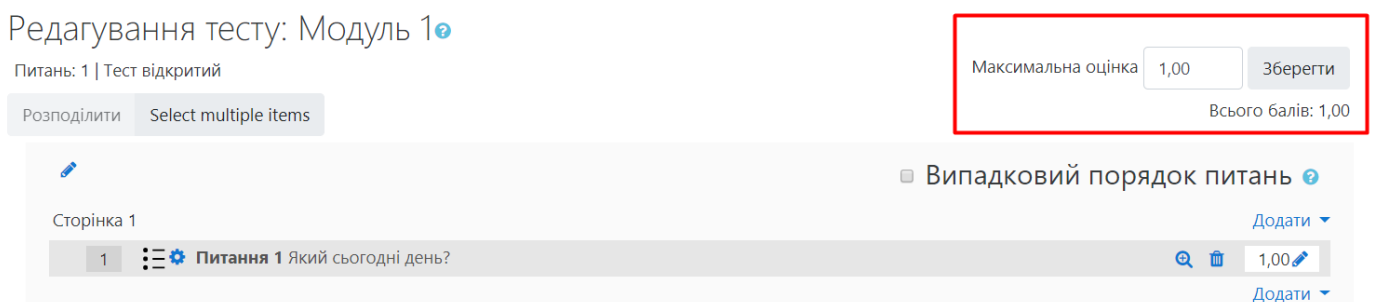 Редагування тесту: Модуль 1
Максимальна оцінка 1,00 Зберегти
Питань: 1 | Тест відкритий
Всього балів: 1,00
Розподілити Select multiple items
Випадковий порядок питань
Сторінка 1
Додати
1 Питання 1 Який сьогодні день? 1,00
Додати